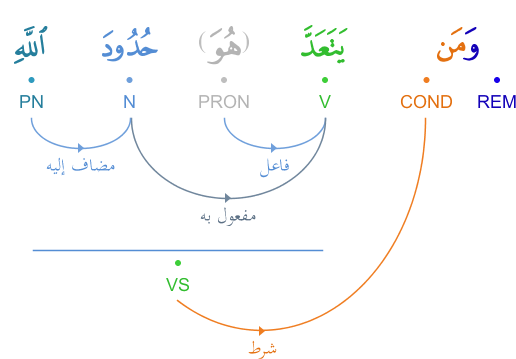 وَمَن يَتَعَدَّ (هُوَ) حُدُودَ ٱللَّهِ
REM COND V PRON N PN
فاعل مضاف إليه
مفعول به
VS
شرط